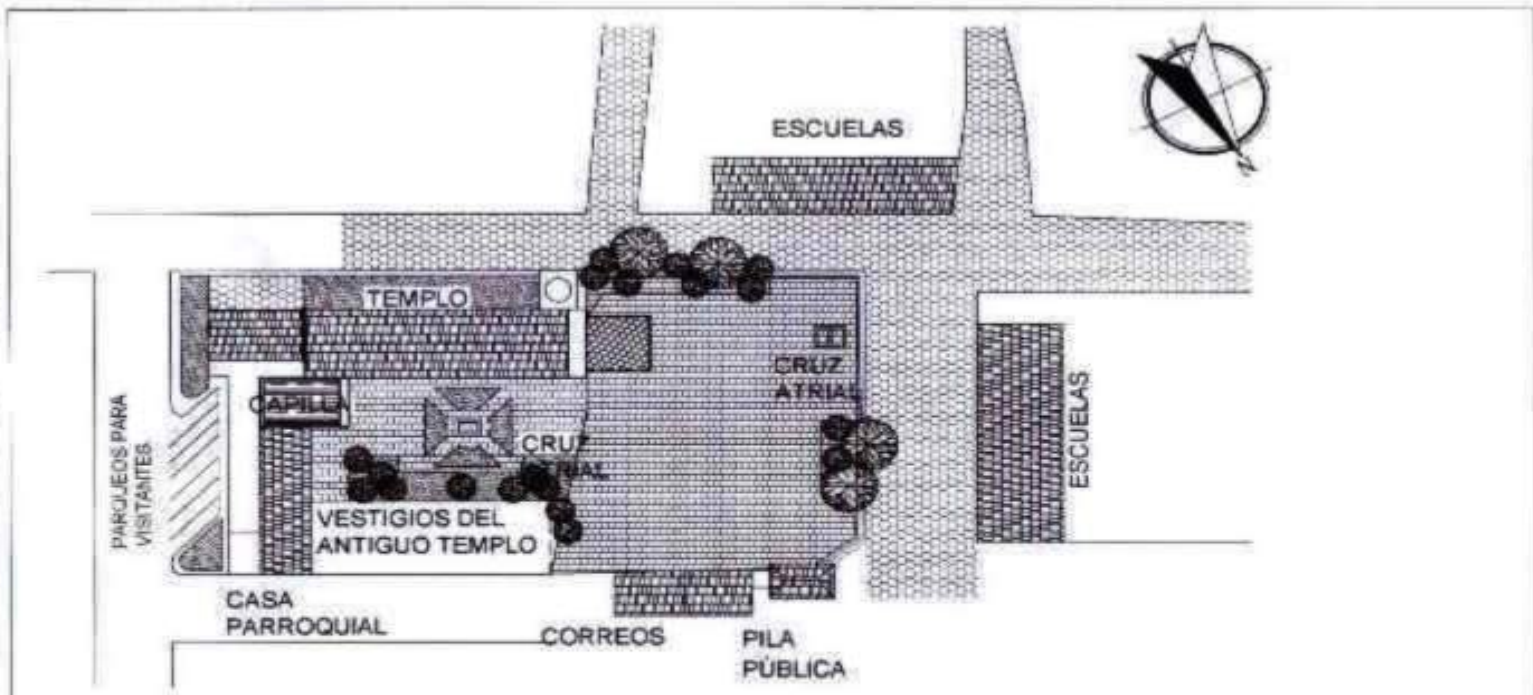 ESCUELAS
N
TEMPLO
CRUZ
ATRIAL
CAPILLA
CRUZ
ATRIAL
ESCUELAS
PARQUEOS PARA
VISITANTES
VESTIGIOS DEL
ANTIGUO TEMPLO
CASA
PARROQUIAL
CORREOS
PILA
PÚBLICA